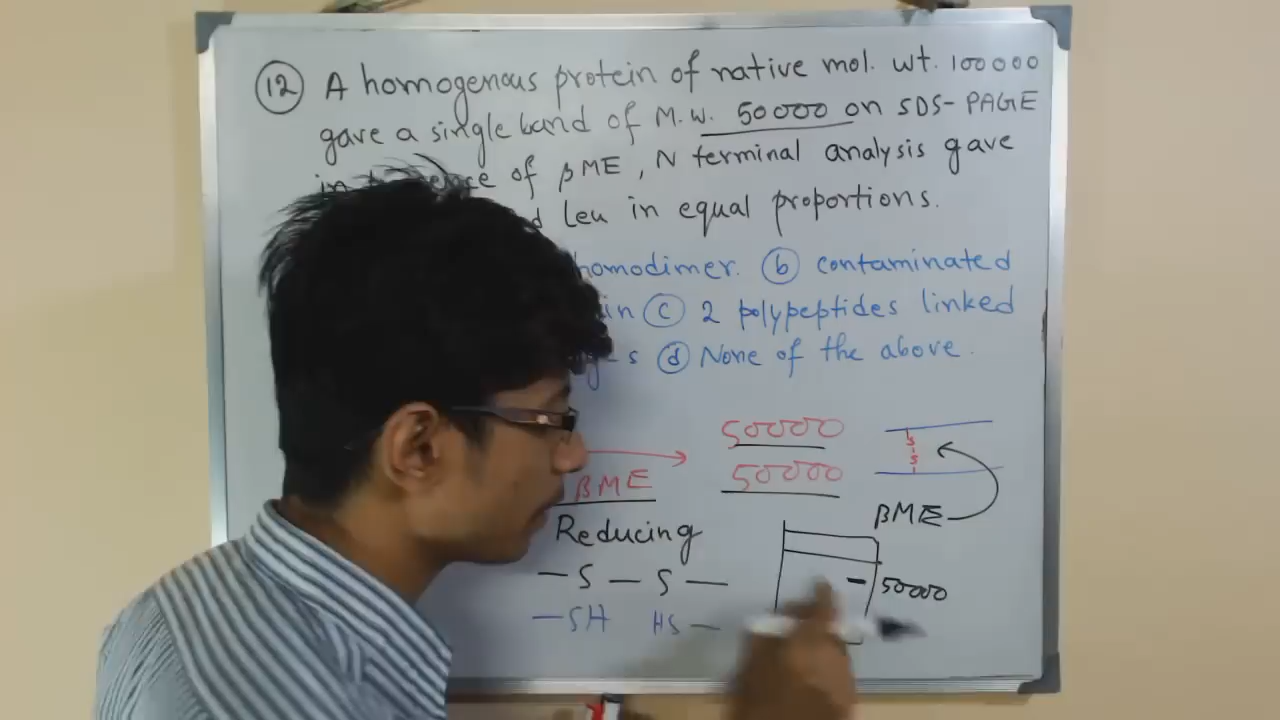 12 A homogenous protein of native mol. wt. 100000
gave a single band of M.W. 50000 on SDS-PAGE
of βME, N terminal analysis gave
Leu in equal proportions.
homodimer. b contaminated
c 2 polypeptides linked
d None of the above.
50000
βME 50000
S
S
βME
Reducing
-S-S-
-SH HS-
50000